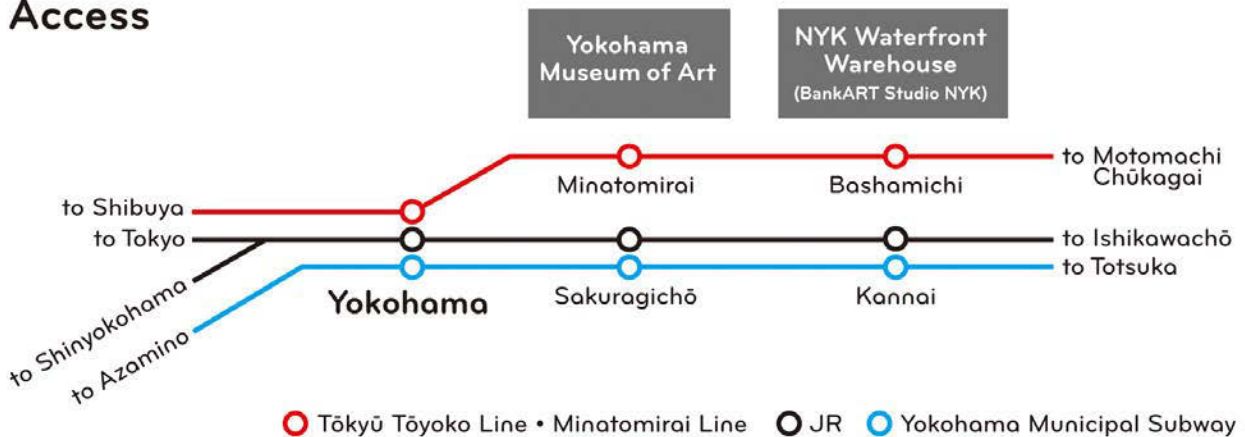 Access
Yokohama
Museum of Art
NYK Waterfront
Warehouse
(BankART Studio NYK)
to Shibuya
Minatomirai
Bashamichi
to Motomachi
Chūkagai
to Tokyo
to Ishikawachō
to Shinyokohama
to Azamino
Yokohama
Sakuragichō
Kannai
to Totsuka
Tōkyū Tōyoko Line • Minatomirai Line
JR
Yokohama Municipal Subway